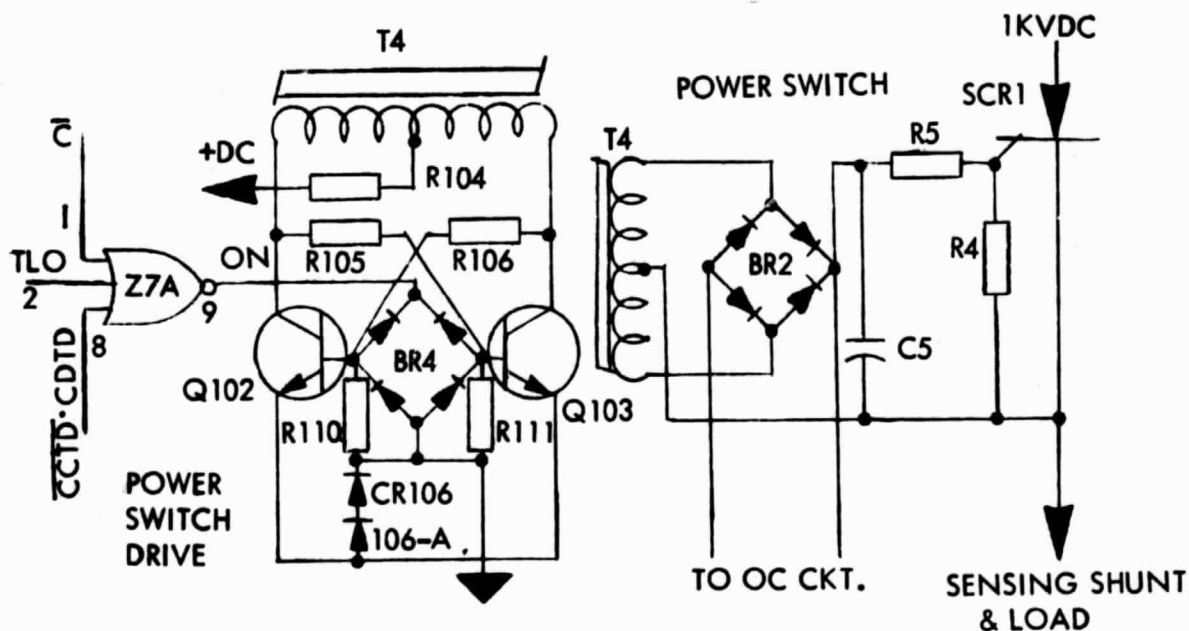 1KVDC
T4
POWER SWITCH
SCR1
C̅
T4
R5
+DC
R104
1
TLO
ON
R105
R106
BR2
R4
2
Z7A
9
8
BR4
C5
Q102
Q103
R110
R111
C̅C̅T̅D̅·CDTD
POWER
SWITCH
DRIVE
CR106
106-A
TO OC CKT.
SENSING SHUNT
& LOAD